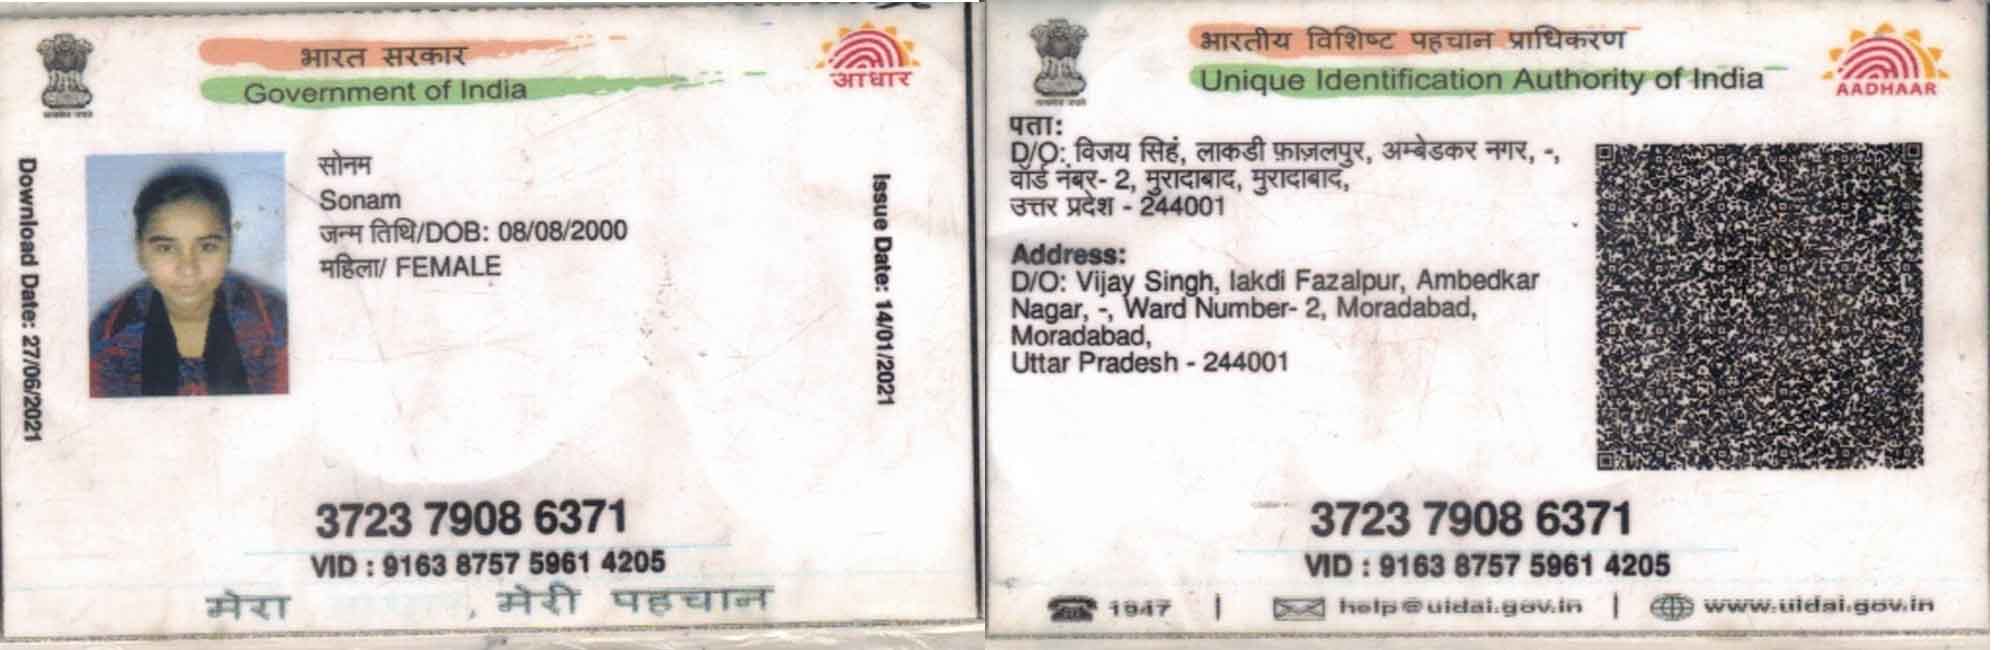 भारत सरकार
Government of India
आधार
Download Date: 27/06/2021
सोनम
Sonam
जन्म तिथि/DOB: 08/08/2000
महिला/ FEMALE
Issue Date: 14/01/2021
3723 7908 6371
VID : 9163 8757 5961 4205
मेरा , मेरी पहचान
भारतीय विशिष्ट पहचान प्राधिकरण
Unique Identification Authority of India
AADHAAR
पता:
D/O: विजय सिहं, लाकडी फ़ाज़लपुर, अम्बेडकर नगर, -,
वार्ड नंबर- 2, मुरादाबाद, मुरादाबाद,
उत्तर प्रदेश - 244001
Address:
D/O: Vijay Singh, lakdi Fazalpur, Ambedkar
Nagar, -, Ward Number- 2, Moradabad,
Moradabad,
Uttar Pradesh - 244001
3723 7908 6371
VID : 9163 8757 5961 4205
1947 | help@uidai.gov.in | www.uidai.gov.in